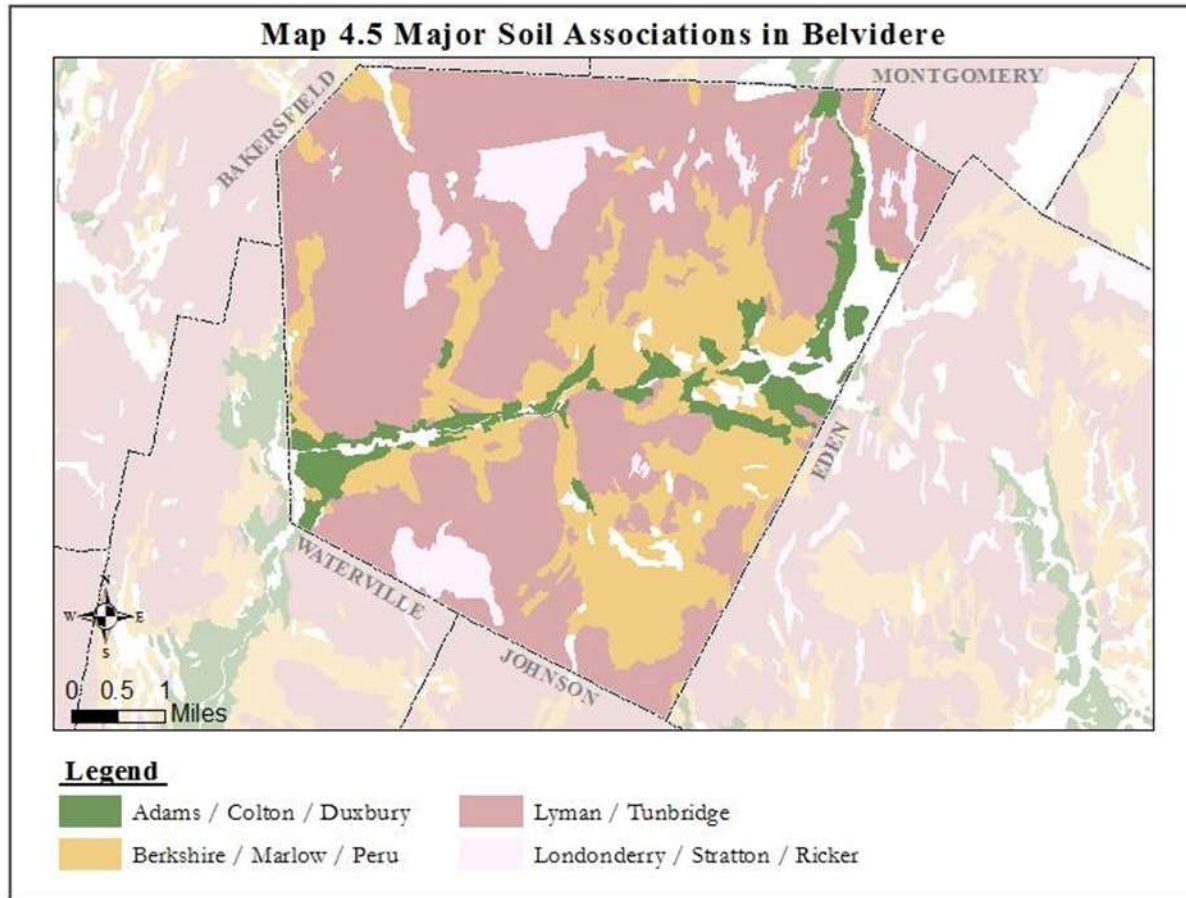 Map 4.5 Major Soil Associations in Belvidere
MONTGOMERY
BAKERSFIELD
EDEN
WATERVILLE
JOHNSON
N
W E
S
0 0.5 1
Miles
Legend
Adams / Colton / Duxbury
Lyman / Tunbridge
Berkshire / Marlow / Peru
Londonderry / Stratton / Ricker